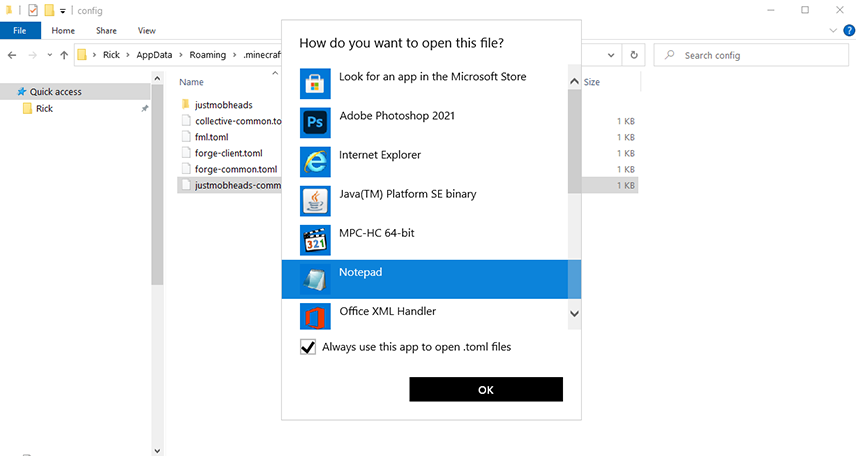 config
File Home Share View
Rick AppData Roaming .minecraft
Search config
Quick access
Rick
Name
Size
justmobheads
collective-common.to
1 KB
fml.toml
1 KB
forge-client.toml
1 KB
forge-common.toml
1 KB
justmobheads-comm
1 KB
How do you want to open this file?
Look for an app in the Microsoft Store
Ps
Adobe Photoshop 2021
Internet Explorer
Java(TM) Platform SE binary
321
MPC-HC 64-bit
Notepad
Office XML Handler
Always use this app to open .toml files
OK